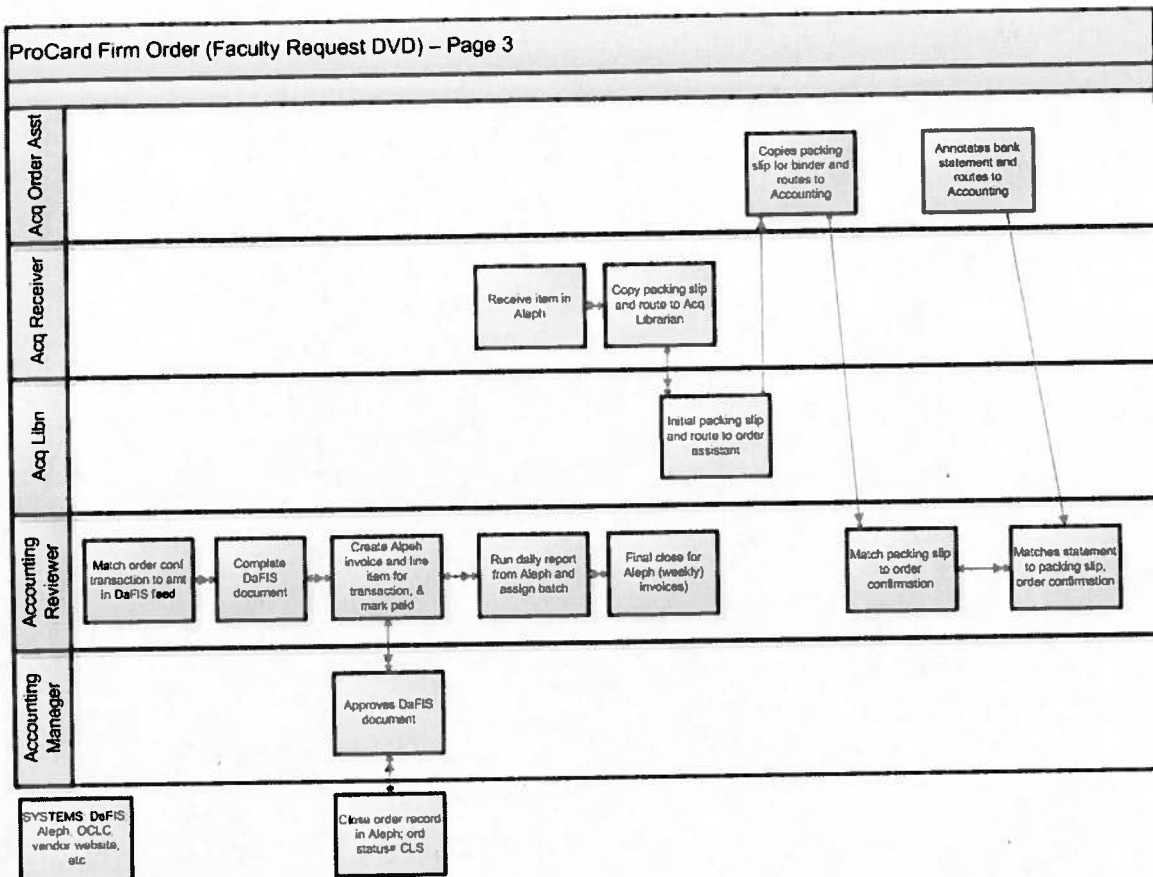 ProCard Firm Order (Faculty Request DVD) – Page 3
Acq Order Asst
Copies packing
slip for binder and
routes to
Accounting
Annotates bank
statement and
routes to
Accounting
Acq Receiver
Receive item in
Aleph
Copy packing slip
and route to Acq
Librarian
Acq Libn
Initial packing slip
and route to order
assistant
Accounting
Reviewer
Match order conf
transaction to amt
in DaFIS feed
Complete
DaFIS
document
Create Alpeh
invoice and line
item for
transaction, &
mark paid
Run daily report
from Aleph and
assign batch
Final close for
Aleph (weekly)
invoices)
Match packing slip
to order
confirmation
Matches statement
to packing slip,
order confirmation
Accounting
Manager
Approves DaFIS
document
SYSTEMS DaFIS
Aleph, OCLC,
vendor website,
etc
Close order record
in Aleph; ord
status= CLS